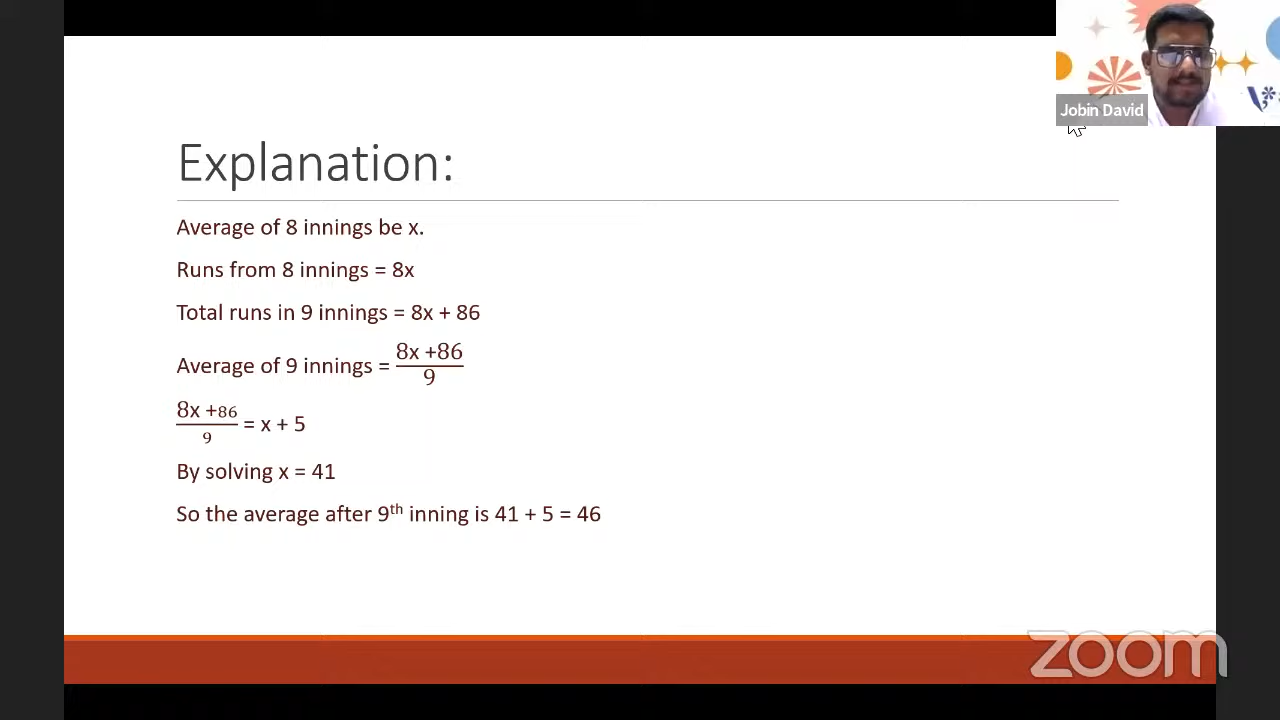 Jobin David
Explanation:
Average of 8 innings be x.
Runs from 8 innings = 8x
Total runs in 9 innings = 8x + 86
Average of 9 innings = 8x +86 / 9
8x +86 / 9 = x + 5
By solving x = 41
So the average after 9th inning is 41 + 5 = 46
zoom